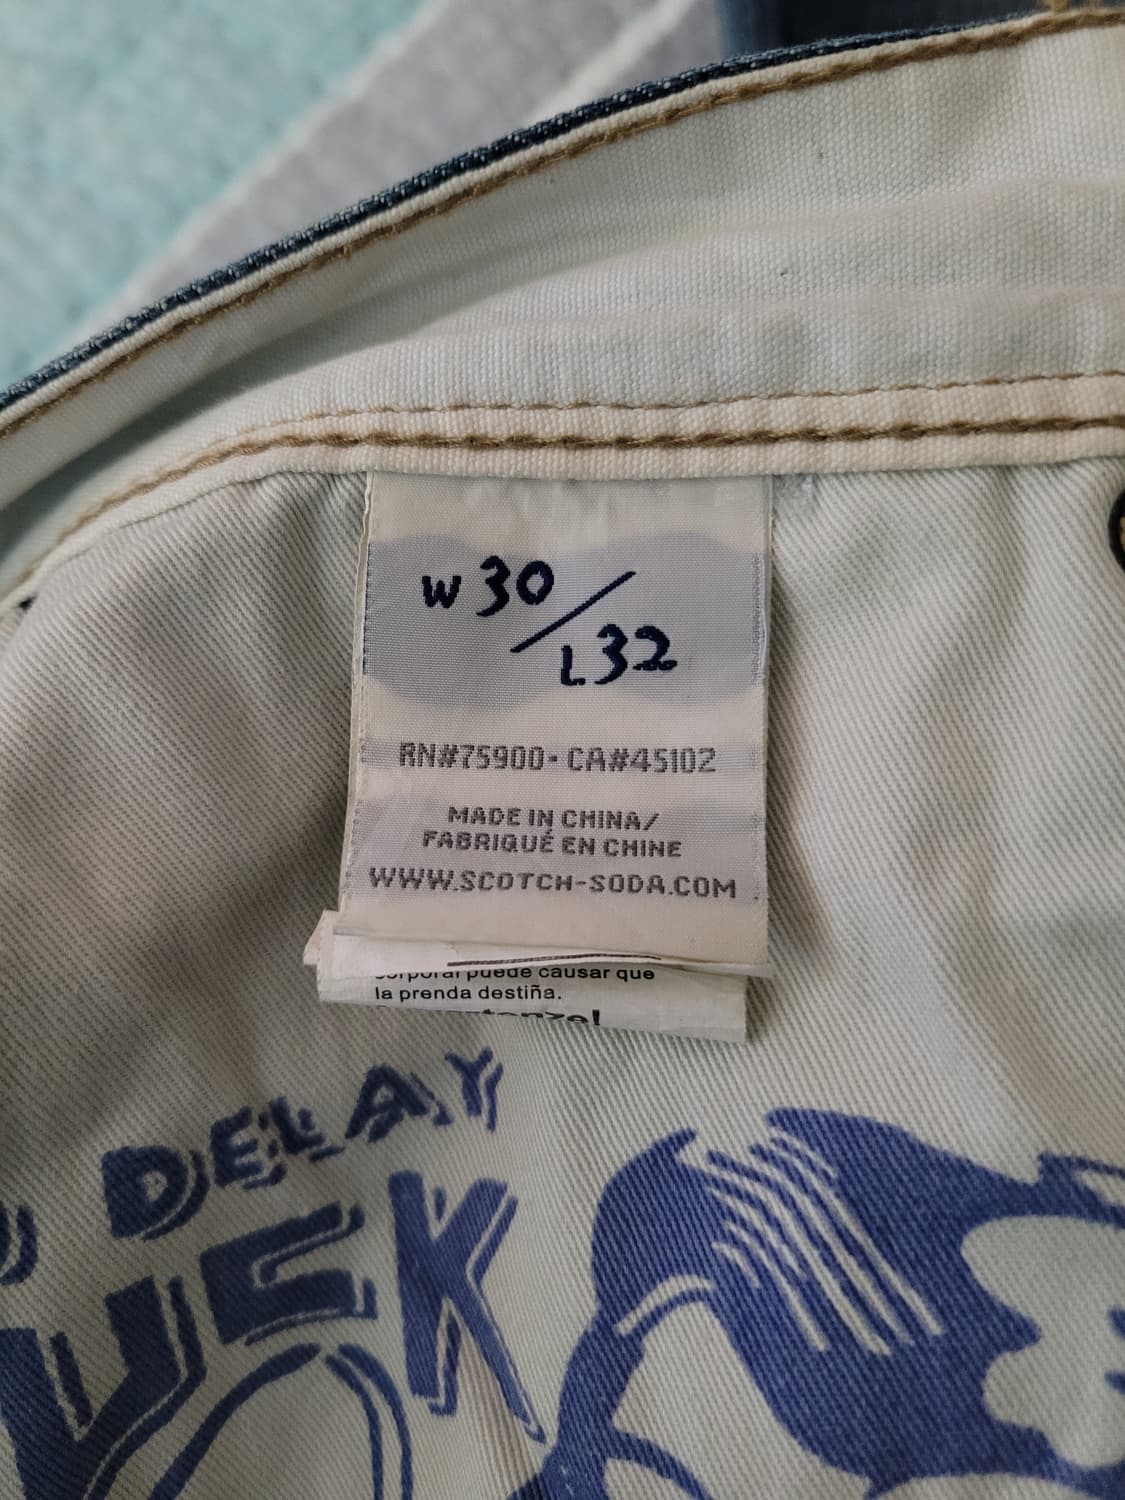 W 30 / L32
RN#75900• CA#45102
MADE IN CHINA/
FABRIQUÉ EN CHINE
WWW.SCOTCH-SODA.COM
corporal puede causar que
la prenda destiña.
DELAY